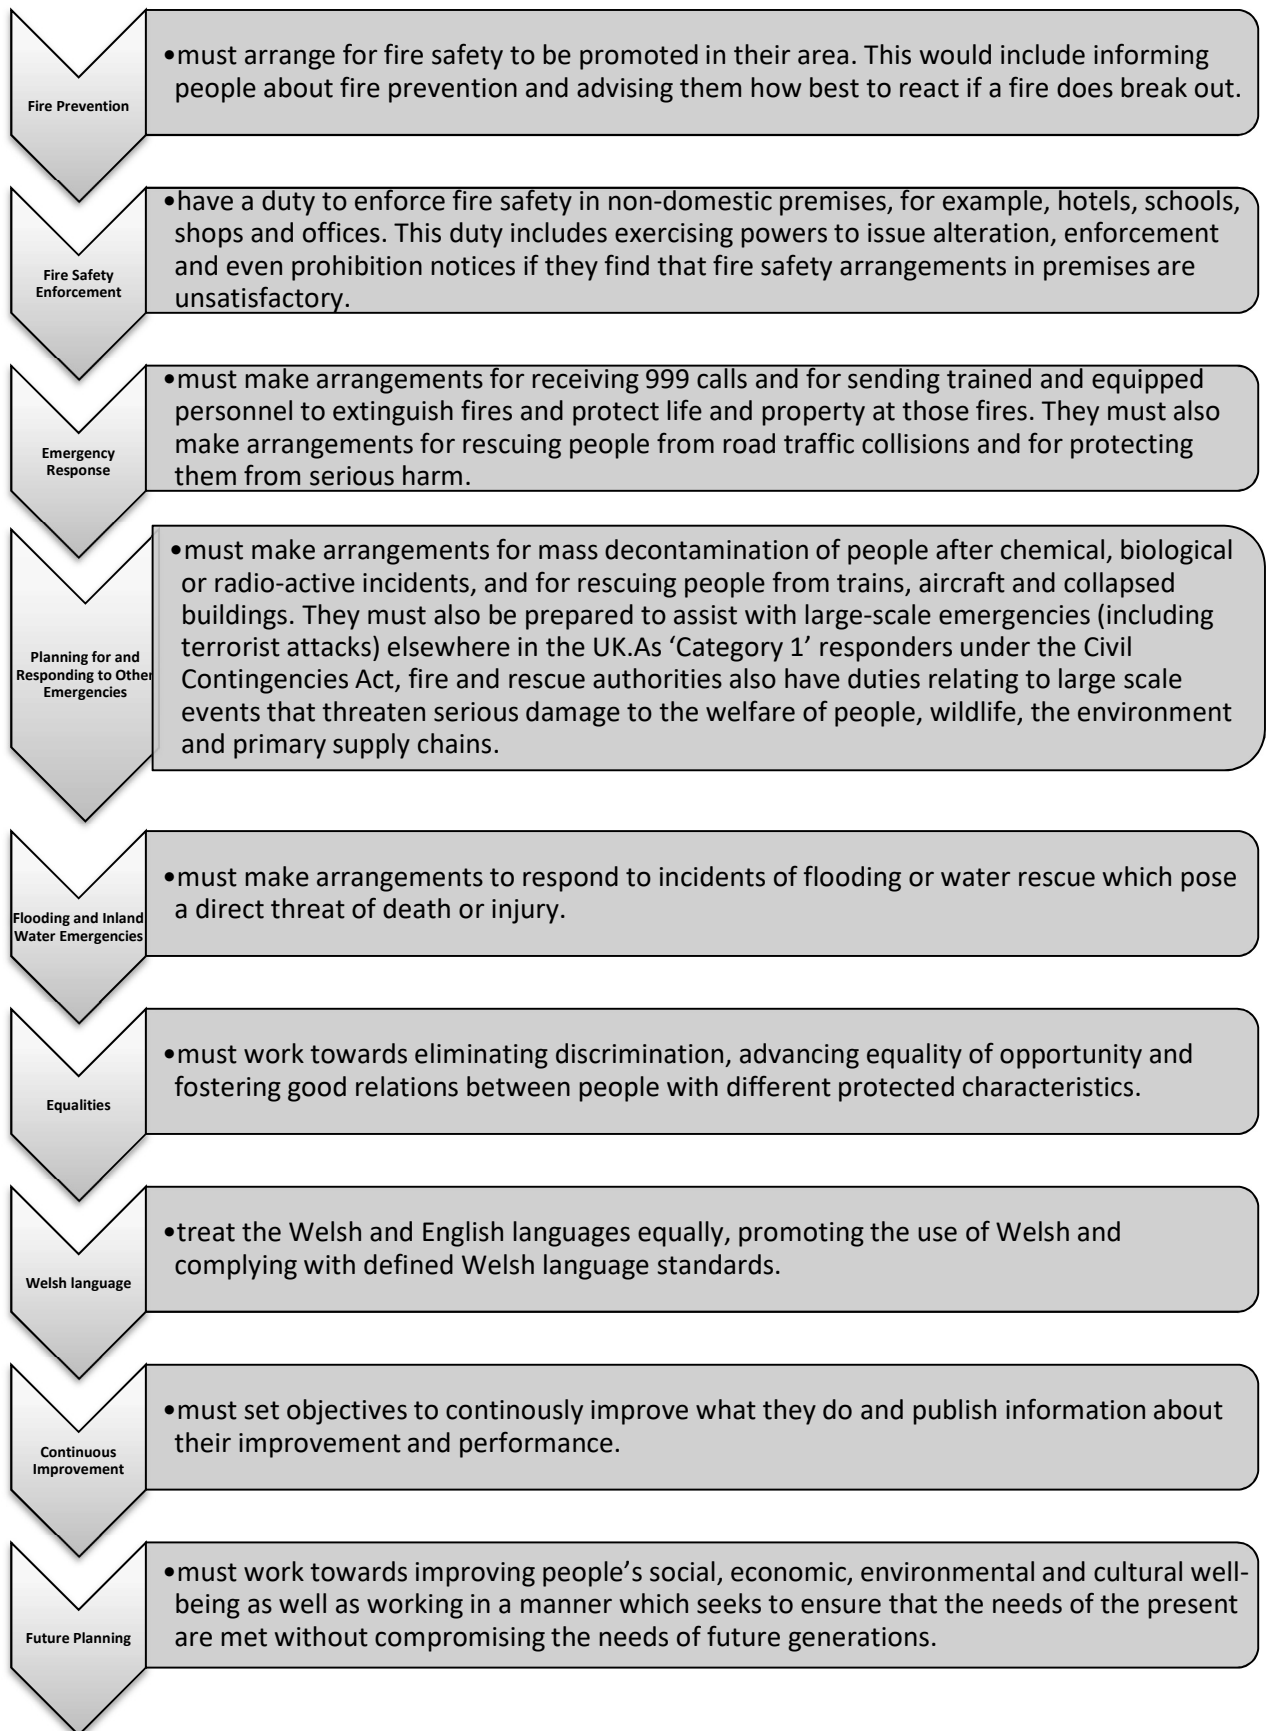 Fire Prevention
•must arrange for fire safety to be promoted in their area. This would include informing
people about fire prevention and advising them how best to react if a fire does break out.
Fire Safety
Enforcement
•have a duty to enforce fire safety in non-domestic premises, for example, hotels, schools,
shops and offices. This duty includes exercising powers to issue alteration, enforcement
and even prohibition notices if they find that fire safety arrangements in premises are
unsatisfactory.
Emergency
Response
•must make arrangements for receiving 999 calls and for sending trained and equipped
personnel to extinguish fires and protect life and property at those fires. They must also
make arrangements for rescuing people from road traffic collisions and for protecting
them from serious harm.
Planning for and
Responding to Other
Emergencies
•must make arrangements for mass decontamination of people after chemical, biological
or radio-active incidents, and for rescuing people from trains, aircraft and collapsed
buildings. They must also be prepared to assist with large-scale emergencies (including
terrorist attacks) elsewhere in the UK.As ‘Category 1’ responders under the Civil
Contingencies Act, fire and rescue authorities also have duties relating to large scale
events that threaten serious damage to the welfare of people, wildlife, the environment
and primary supply chains.
Flooding and Inland
Water Emergencies
•must make arrangements to respond to incidents of flooding or water rescue which pose
a direct threat of death or injury.
Equalities
•must work towards eliminating discrimination, advancing equality of opportunity and
fostering good relations between people with different protected characteristics.
Welsh language
•treat the Welsh and English languages equally, promoting the use of Welsh and
complying with defined Welsh language standards.
Continuous
Improvement
•must set objectives to continously improve what they do and publish information about
their improvement and performance.
Future Planning
•must work towards improving people’s social, economic, environmental and cultural well-
being as well as working in a manner which seeks to ensure that the needs of the present
are met without compromising the needs of future generations.